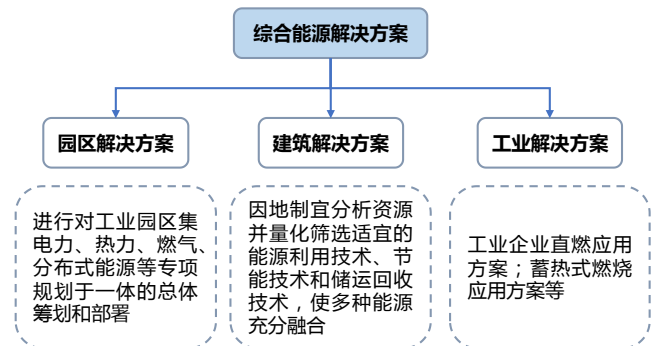 综合能源解决方案
园区解决方案
建筑解决方案
工业解决方案
进行对工业园区集
电力、热力、燃气、
分布式能源等专项
规划于一体的总体
筹划和部署
因地制宜分析资源
并量化筛选适宜的
能源利用技术、节
能技术和储运回收
技术，使多种能源
充分融合
工业企业直燃应用
方案；蓄热式燃烧
应用方案等